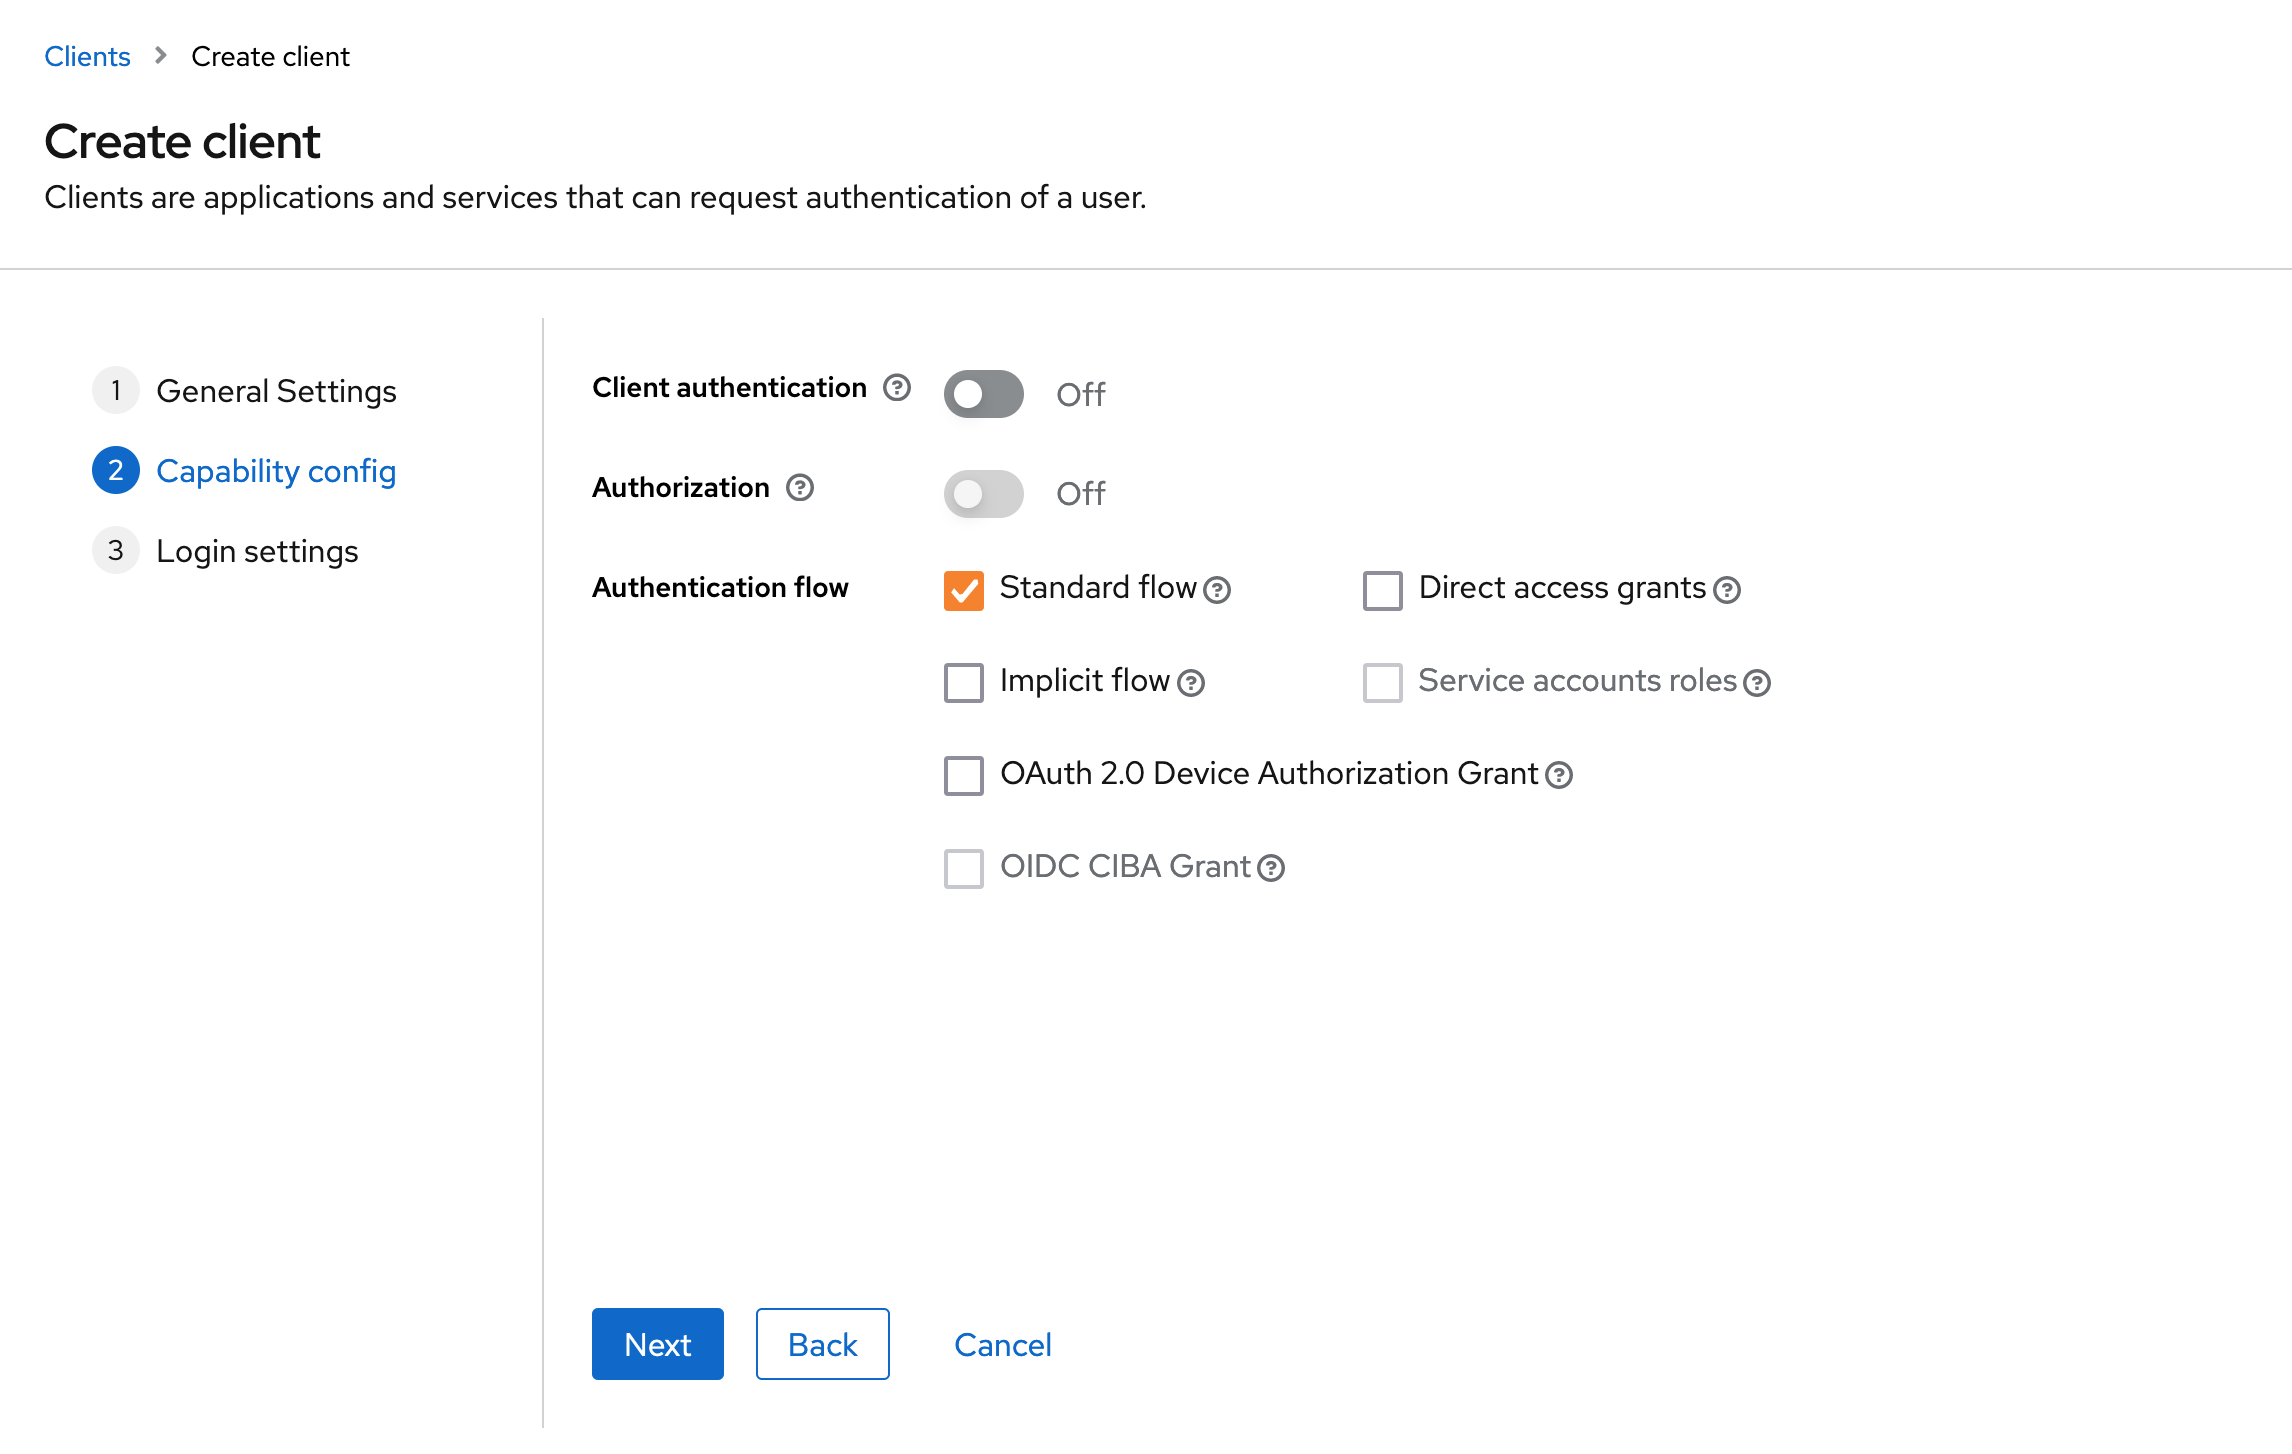 Clients > Create client
Create client
Clients are applications and services that can request authentication of a user.
1 General Settings
2 Capability config
3 Login settings
Client authentication ? Off
Authorization ? Off
Authentication flow
Standard flow ? Direct access grants ?
Implicit flow ? Service accounts roles ?
OAuth 2.0 Device Authorization Grant ?
OIDC CIBA Grant ?
Next Back Cancel